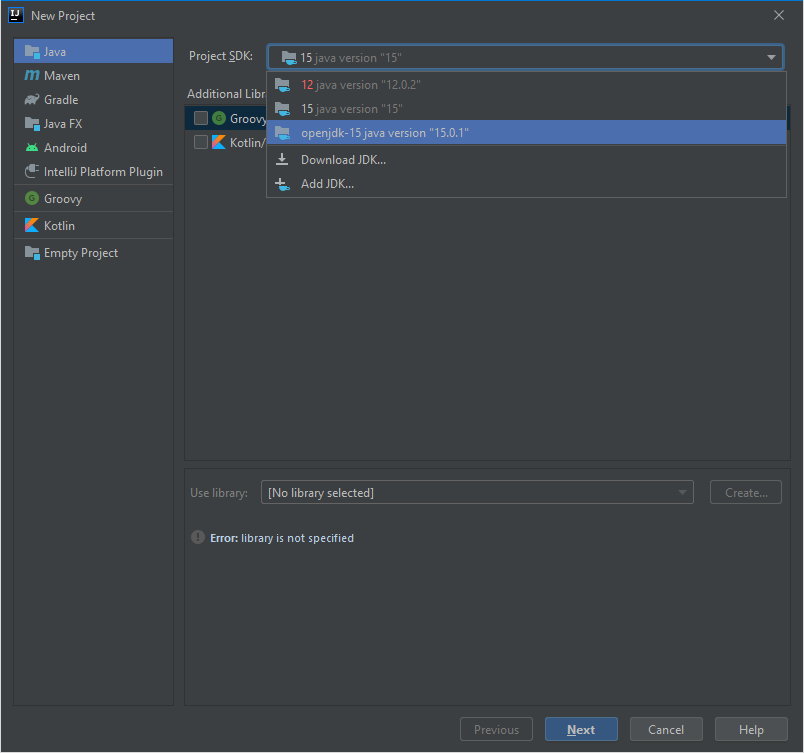 IJ New Project
Java
Project SDK: 15 java version "15"
Maven
12 java version "12.0.2"
Gradle
Additional Libr
15 java version "15"
Java FX
Groovy
openjdk-15 java version "15.0.1"
Android
Kotlin/
Download JDK...
IntelliJ Platform Plugin
Add JDK...
Groovy
Kotlin
Empty Project
Use library: [No library selected] Create...
Error: library is not specified
Previous Next Cancel Help